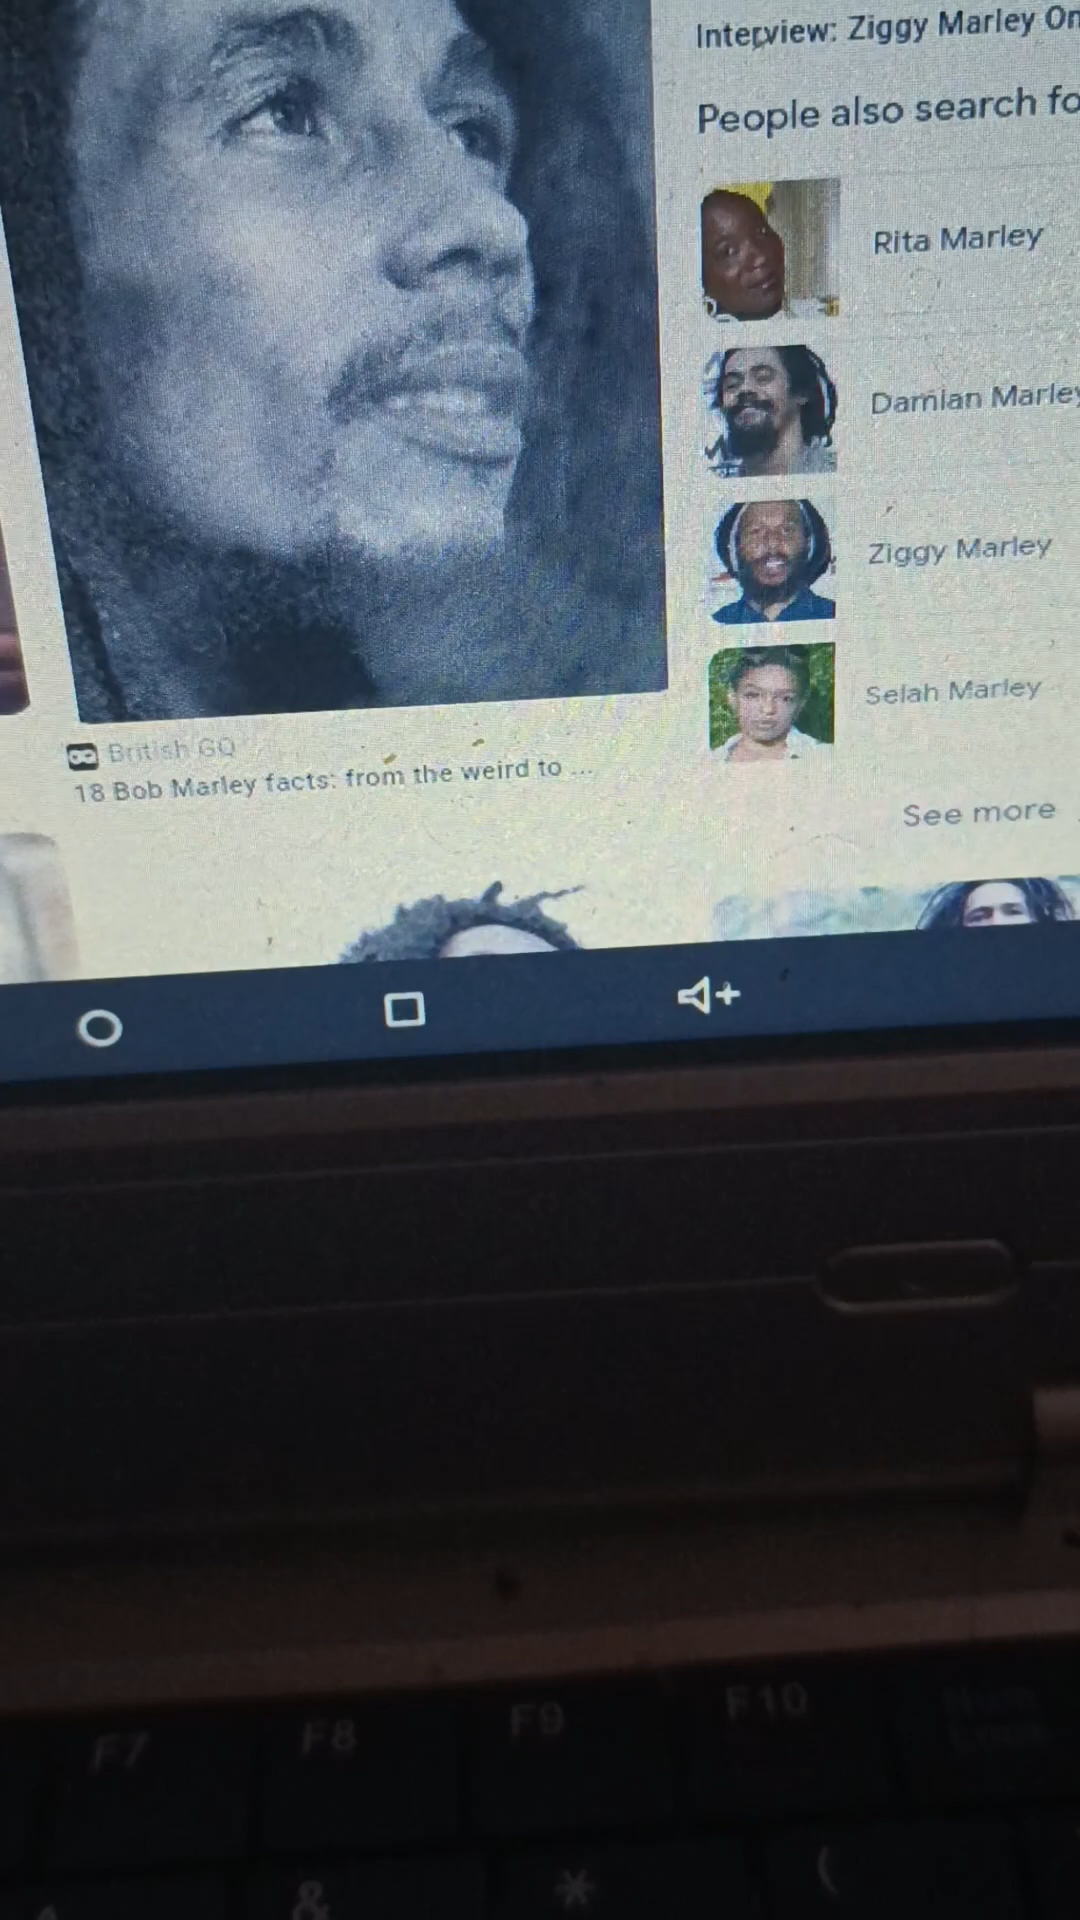 Interview: Ziggy Marley On
People also search fo
Rita Marley
Damian Marley
Ziggy Marley
Selah Marley
See more
British GQ
18 Bob Marley facts: from the weird to ...
F7
F8
F9
F10
&
*
(